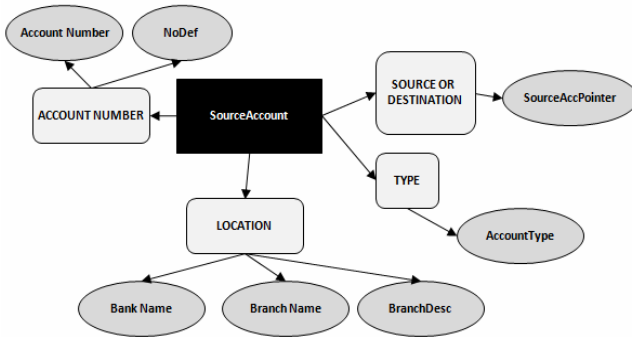 Account Number
NoDef
ACCOUNT NUMBER
SourceAccount
SOURCE OR
DESTINATION
SourceAccPointer
TYPE
AccountType
LOCATION
Bank Name
Branch Name
BranchDesc